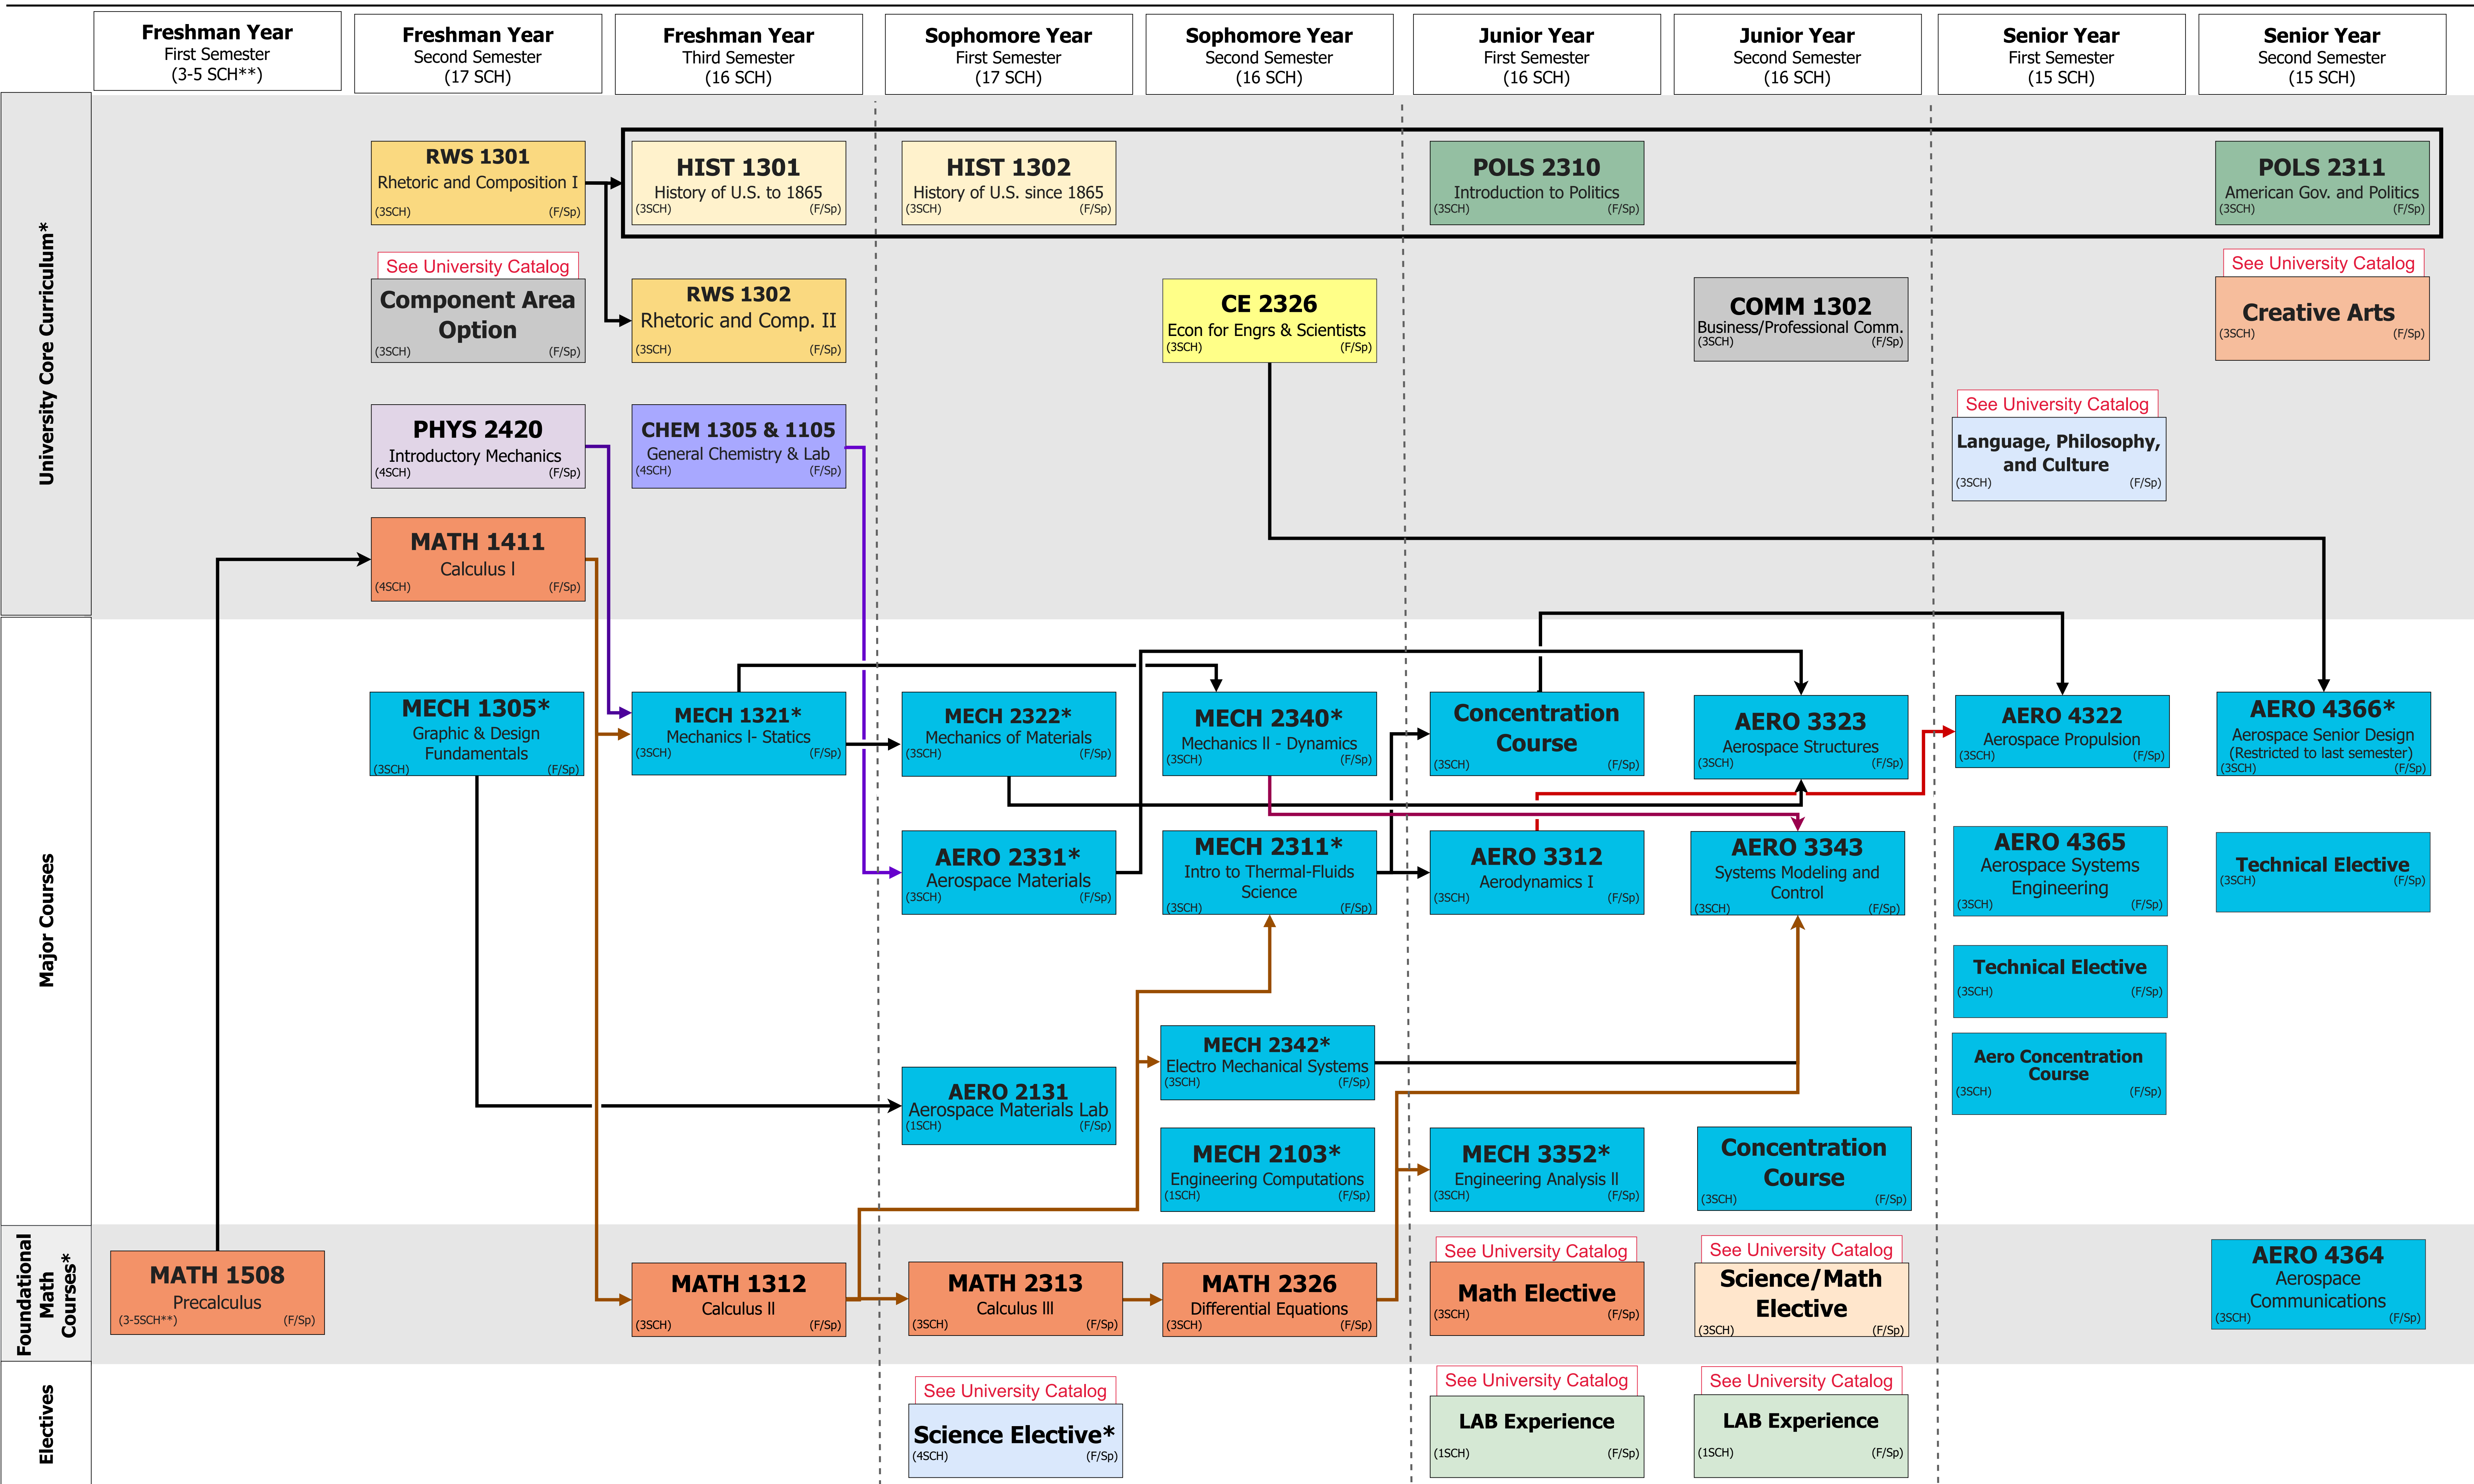 Freshman Year
First Semester
(3-5 SCH**)
Freshman Year
Second Semester
(17 SCH)
Freshman Year
Third Semester
(16 SCH)
Sophomore Year
First Semester
(17 SCH)
Sophomore Year
Second Semester
(16 SCH)
Junior Year
First Semester
(16 SCH)
Junior Year
Second Semester
(16 SCH)
Senior Year
First Semester
(15 SCH)
Senior Year
Second Semester
(15 SCH)
University Core Curriculum*
RWS 1301
Rhetoric and Composition I
(3SCH) (F/Sp)
HIST 1301
History of U.S. to 1865
(3SCH) (F/Sp)
HIST 1302
History of U.S. since 1865
(3SCH) (F/Sp)
POLS 2310
Introduction to Politics
(3SCH) (F/Sp)
POLS 2311
American Gov. and Politics
(3SCH) (F/Sp)
See University Catalog
Component Area
Option
(3SCH) (F/Sp)
RWS 1302
Rhetoric and Comp. II
(3SCH) (F/Sp)
CE 2326
Econ for Engrs & Scientists
(3SCH) (F/Sp)
COMM 1302
Business/Professional Comm.
(3SCH) (F/Sp)
See University Catalog
Creative Arts
(3SCH) (F/Sp)
PHYS 2420
Introductory Mechanics
(4SCH) (F/Sp)
CHEM 1305 & 1105
General Chemistry & Lab
(4SCH) (F/Sp)
See University Catalog
Language, Philosophy,
and Culture
(3SCH) (F/Sp)
MATH 1411
Calculus I
(4SCH) (F/Sp)
Major Courses
MECH 1305*
Graphic & Design
Fundamentals
(3SCH) (F/Sp)
MECH 1321*
Mechanics I- Statics
(3SCH) (F/Sp)
MECH 2322*
Mechanics of Materials
(3SCH) (F/Sp)
MECH 2340*
Mechanics II - Dynamics
(3SCH) (F/Sp)
Concentration
Course
(3SCH) (F/Sp)
AERO 3323
Aerospace Structures
(3SCH) (F/Sp)
AERO 4322
Aerospace Propulsion
(3SCH) (F/Sp)
AERO 4366*
Aerospace Senior Design
(Restricted to last semester)
(3SCH) (F/Sp)
AERO 2331*
Aerospace Materials
(3SCH) (F/Sp)
MECH 2311*
Intro to Thermal-Fluids
Science
(3SCH) (F/Sp)
AERO 3312
Aerodynamics I
(3SCH) (F/Sp)
AERO 3343
Systems Modeling and
Control
(3SCH) (F/Sp)
AERO 4365
Aerospace Systems
Engineering
(3SCH) (F/Sp)
Technical Elective
(3SCH) (F/Sp)
Technical Elective
(3SCH) (F/Sp)
AERO 2131
Aerospace Materials Lab
(1SCH) (F/Sp)
MECH 2342*
Electro Mechanical Systems
(3SCH) (F/Sp)
Aero Concentration
Course
(3SCH) (F/Sp)
MECH 2103*
Engineering Computations
(1SCH) (F/Sp)
MECH 3352*
Engineering Analysis II
(3SCH) (F/Sp)
Concentration
Course
(3SCH) (F/Sp)
Foundational
Math
Courses*
MATH 1508
Precalculus
(3-5SCH**) (F/Sp)
MATH 1312
Calculus II
(3SCH) (F/Sp)
MATH 2313
Calculus III
(3SCH) (F/Sp)
MATH 2326
Differential Equations
(3SCH) (F/Sp)
See University Catalog
Math Elective
(3SCH) (F/Sp)
See University Catalog
Science/Math
Elective
(3SCH) (F/Sp)
AERO 4364
Aerospace
Communications
(3SCH) (F/Sp)
Electives
See University Catalog
Science Elective*
(4SCH) (F/Sp)
See University Catalog
LAB Experience
(1SCH) (F/Sp)
See University Catalog
LAB Experience
(1SCH) (F/Sp)